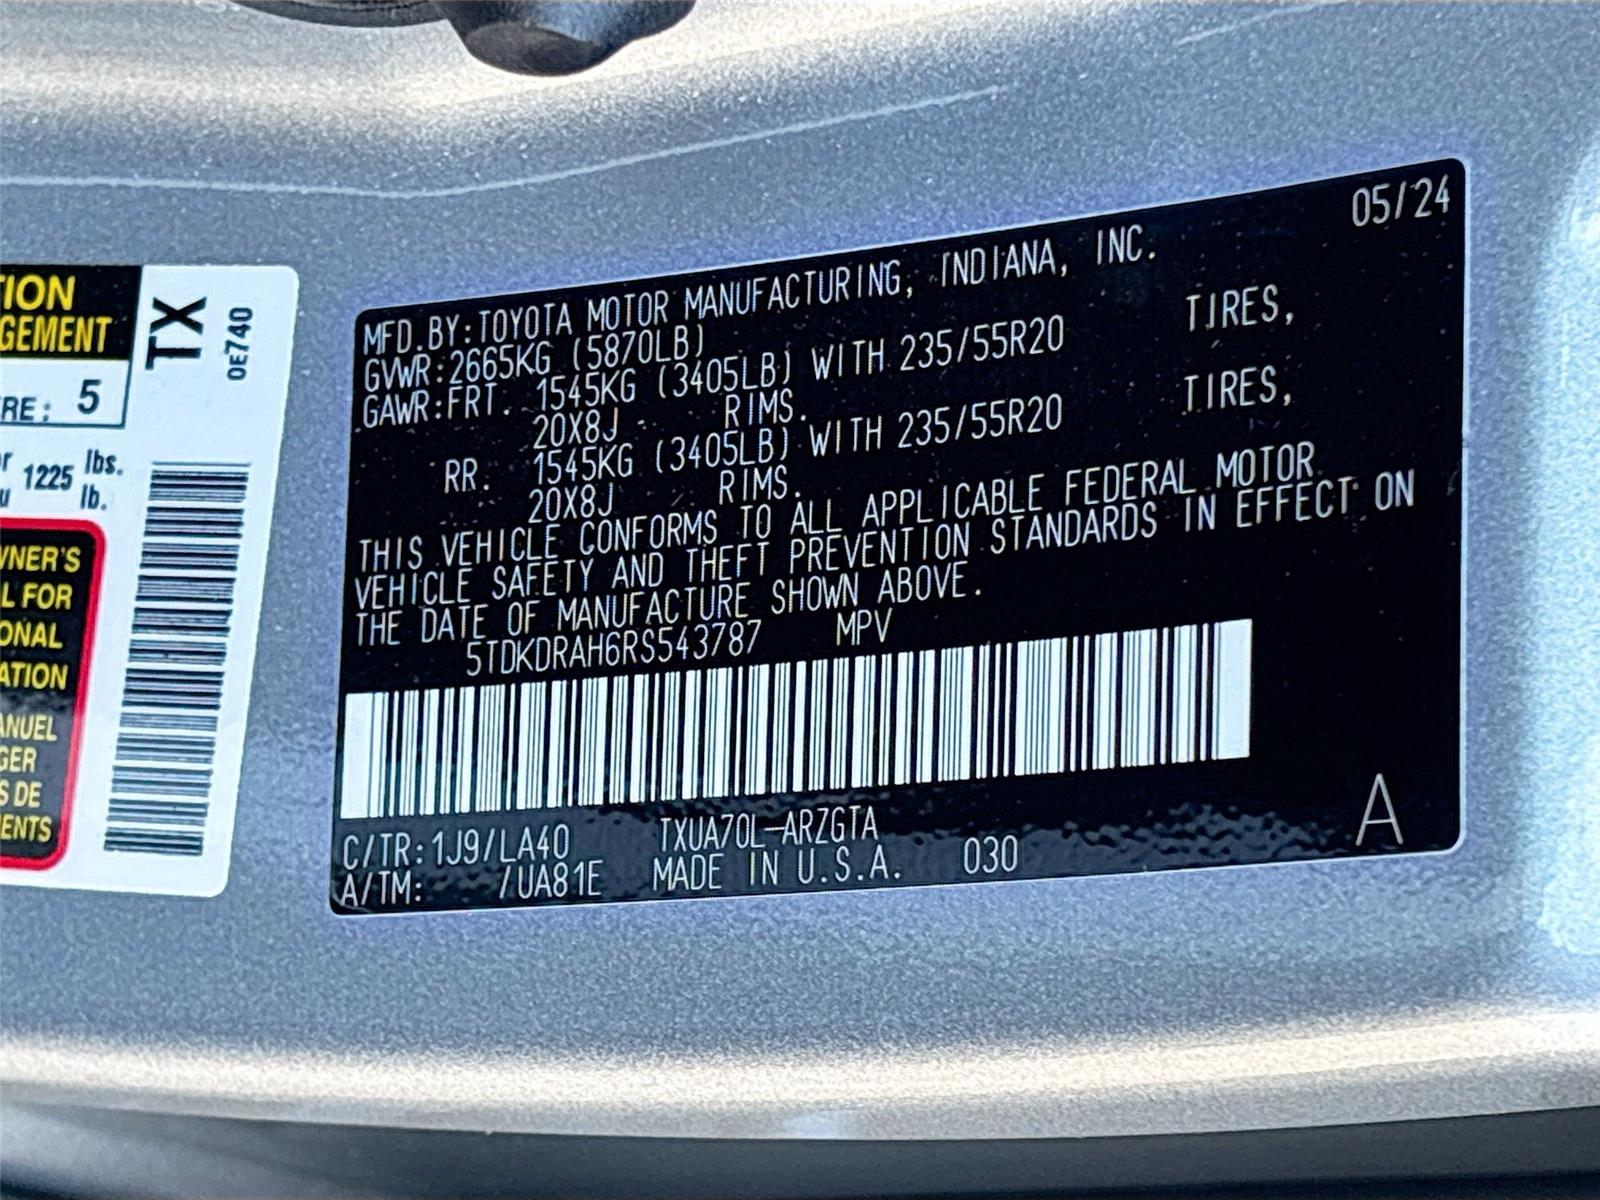 TION
GEMENT
RE: 5
1225 lbs.
lb.
WNER'S
L FOR
ONAL
ATION
ANUEL
GER
S DE
ENTS
TX
0E740
05/24
MFD.BY:TOYOTA MOTOR MANUFACTURING, INDIANA, INC.
GVWR:2665KG (5870LB)
GAWR:FRT. 1545KG (3405LB) WITH 235/55R20 TIRES,
20X8J RIMS.
RR. 1545KG (3405LB) WITH 235/55R20 TIRES,
20X8J RIMS.
THIS VEHICLE CONFORMS TO ALL APPLICABLE FEDERAL MOTOR
VEHICLE SAFETY AND THEFT PREVENTION STANDARDS IN EFFECT ON
THE DATE OF MANUFACTURE SHOWN ABOVE.
5TDKDRAH6RS543787 MPV
C/TR:1J9/LA40 TXUA70L-ARZGTA
A/TM: /UA81E MADE IN U.S.A. 030
A